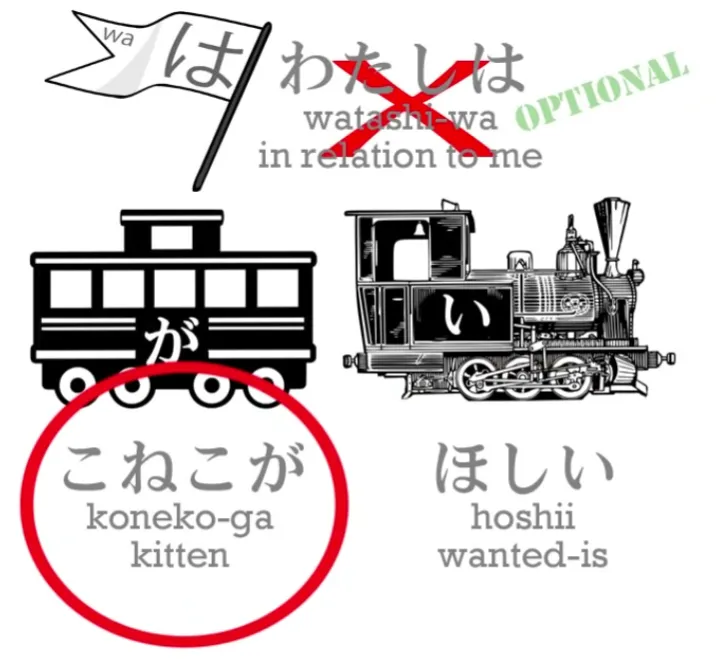 wa
は
わたしは
watashi-wa
in relation to me
OPTIONAL
が
い
こねこが
koneko-ga
kitten
ほしい
hoshii
wanted-is